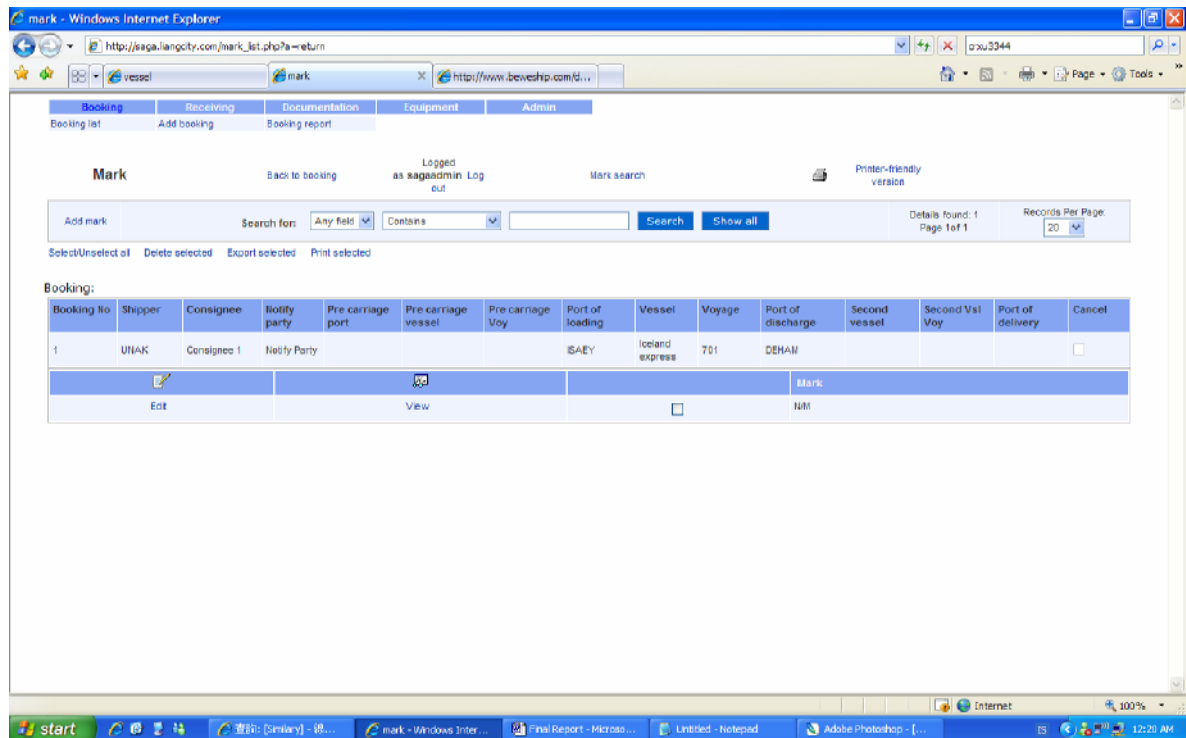 mark - Windows Internet Explorer
http://saga.liangcity.com/mark_list.php?a=return
vessel
mark
http://www.beweship.com/d...
Page
Tools
Booking Receiving Documentation Equipment Admin
Booking list Add booking Booking report
Mark
Back to booking
Logged
as sagaadmin Log
out
Mark search
Printer-friendly
version
Add mark
Search for: Any field Contains Search Show all
Details found: 1
Page 1of 1
Records Per Page:
20
Select/Unselect all Delete selected Export selected Print selected
Booking:
Booking No Shipper Consignee Notify party Pre carriage port Pre carriage vessel Pre carriage Voy Port of loading Vessel Voyage Port of discharge Second vessel Second Vsl Voy Port of delivery Cancel
1 UNAK Consignee 1 Notify Party ISAEY Iceland express 701 DEHAM
Mark
Edit View N/M
Internet 100%
start
[Similary] -
mark - Windows Inter...
Final Report - Microso...
Untitled - Notepad
Adobe Photoshop - [...
IS
12:20 AM